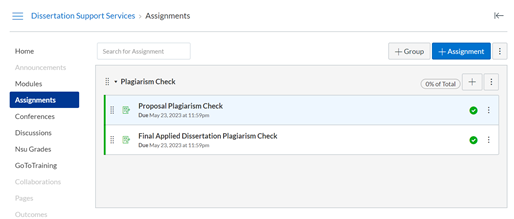 Dissertation Support Services > Assignments
Home
Announcements
Modules
Assignments
Conferences
Discussions
Nsu Grades
GoToTraining
Collaborations
Pages
Outcomes
Search for Assignment
+ Group
+ Assignment
Plagiarism Check
0% of Total
+
Proposal Plagiarism Check
Due May 23, 2023 at 11:59pm
Final Applied Dissertation Plagiarism Check
Due May 23, 2023 at 11:59pm